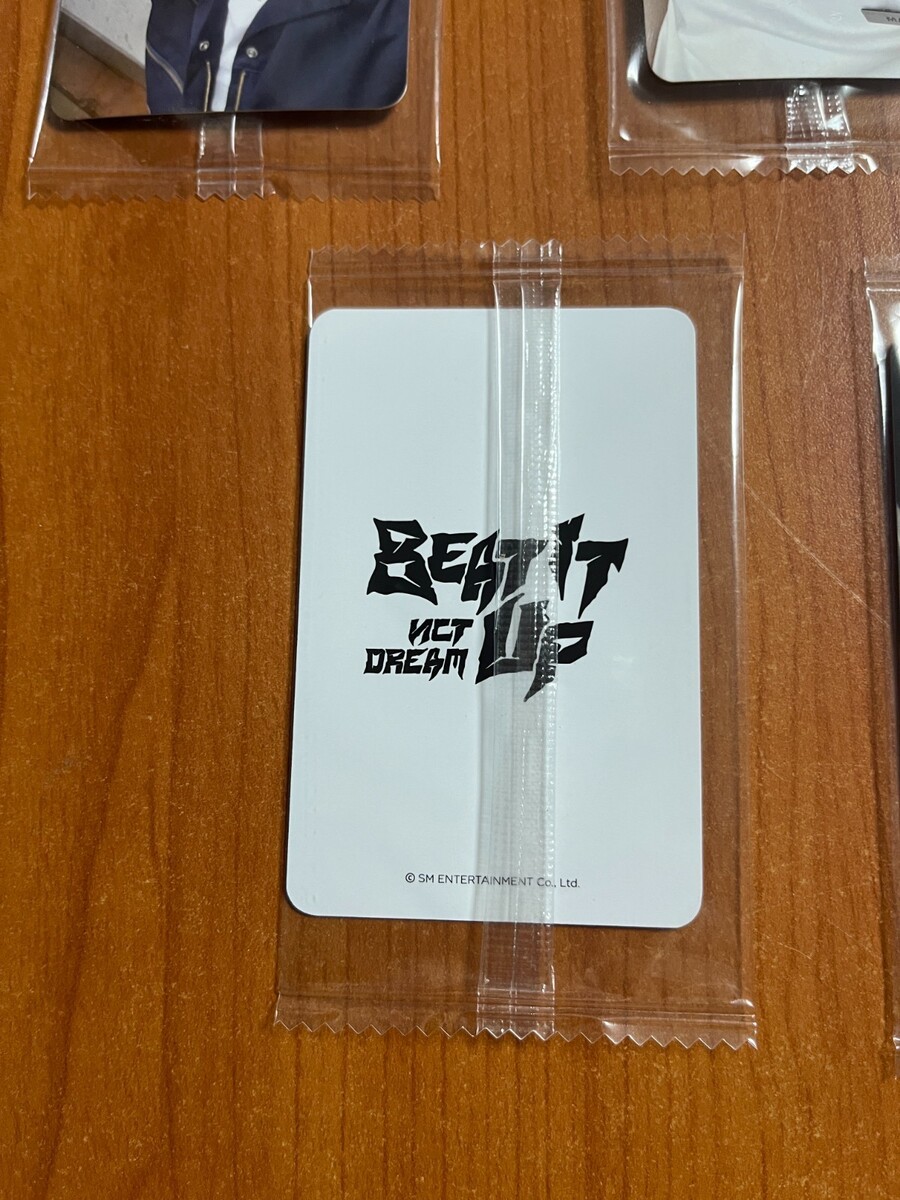 BEAT IT
UP
NCT
DREAM
© SM ENTERTAINMENT Co., Ltd.